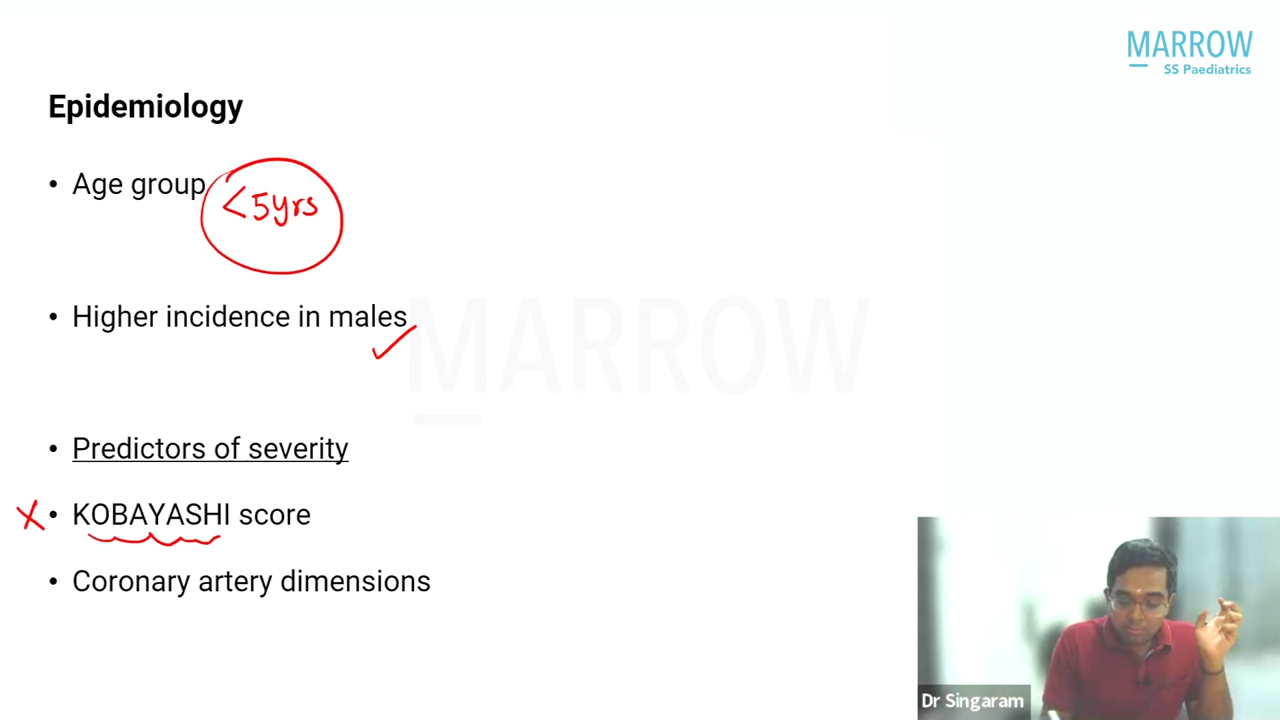 MARROW
SS Paediatrics
Epidemiology
• Age group <5yrs
• Higher incidence in males
MARROW
• Predictors of severity
• KOBAYASHI score
• Coronary artery dimensions
Dr Singaram